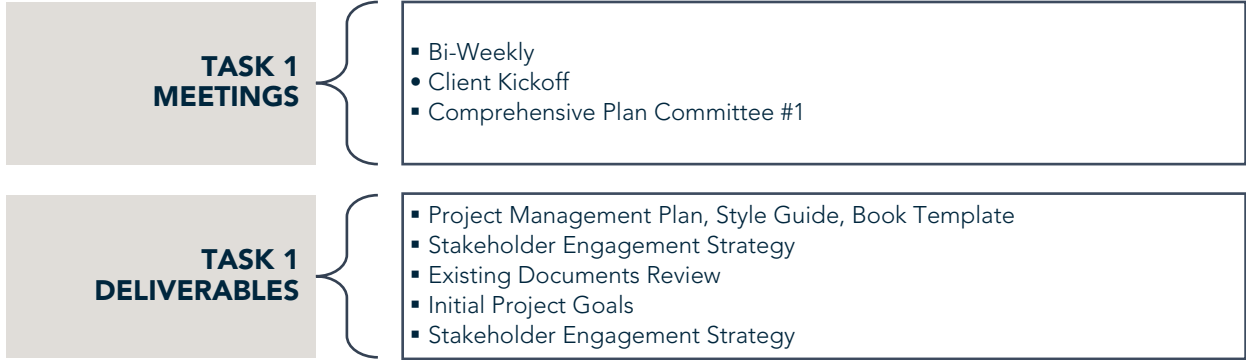 TASK 1
MEETINGS
▪ Bi-Weekly
• Client Kickoff
▪ Comprehensive Plan Committee #1
TASK 1
DELIVERABLES
▪ Project Management Plan, Style Guide, Book Template
▪ Stakeholder Engagement Strategy
▪ Existing Documents Review
▪ Initial Project Goals
▪ Stakeholder Engagement Strategy